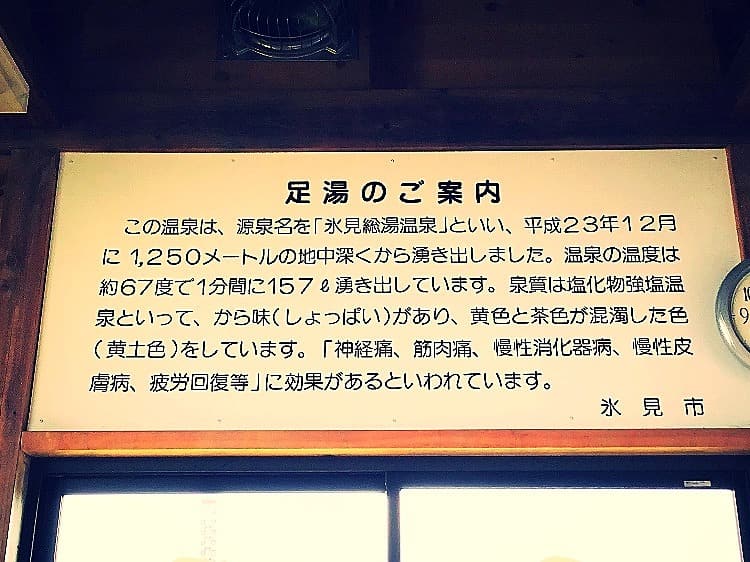 足湯のご案内
この温泉は、源泉名を「氷見総湯温泉」といい、平成23年12月
に1,250メートルの地中深くから湧き出しました。温泉の温度は
約67度で1分間に157ℓ湧き出しています。泉質は塩化物強塩温
泉といって、から味(しょっぱい)があり、黄色と茶色が混濁した色
(黄土色)をしています。「神経痛、筋肉痛、慢性消化器病、慢性皮
膚病、疲労回復等」に効果があるといわれています。
氷見市
10
9